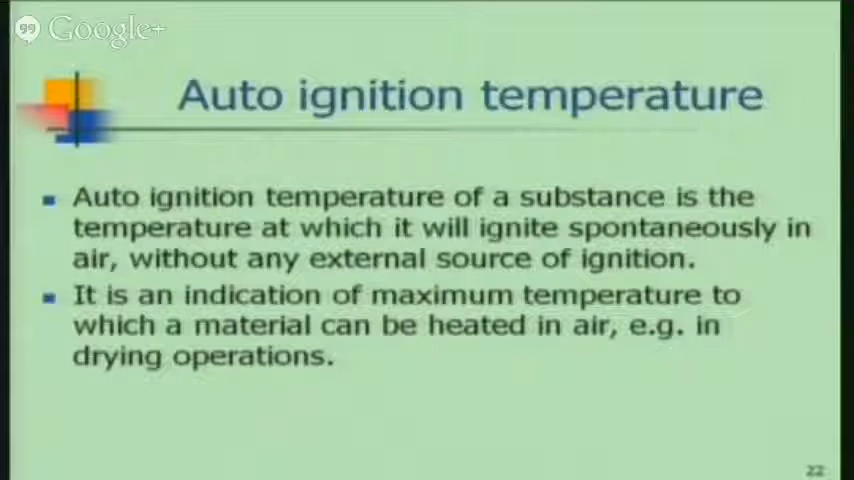 Google+
Auto ignition temperature
Auto ignition temperature of a substance is the
temperature at which it will ignite spontaneously in
air, without any external source of ignition.
It is an indication of maximum temperature to
which a material can be heated in air, e.g. in
drying operations.
22